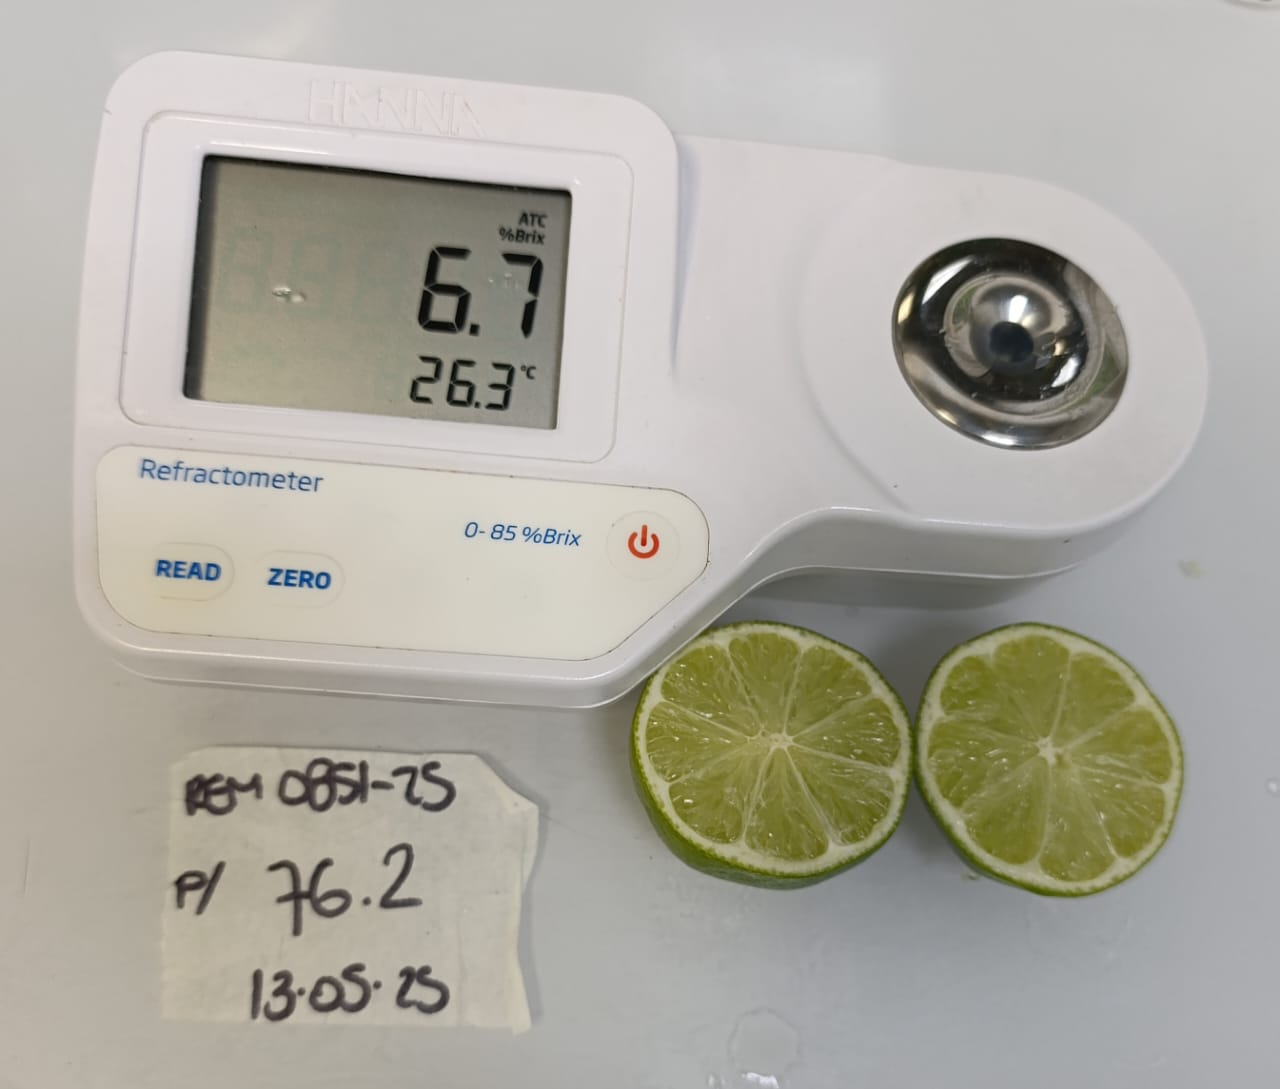 HANNA
ATC
%Brix
6.7
26.3 °C
Refractometer
0-85 %Brix
READ ZERO
REM 0851-25
P/ 76.2
13.05.25